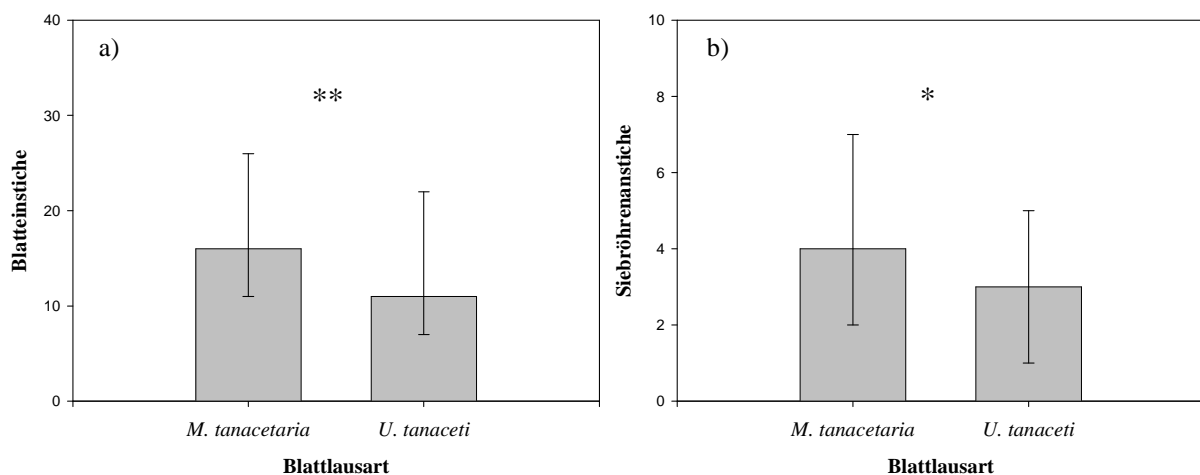 a)
**
40
30
20
10
0
Blatteinstiche
M. tanacetaria
U. tanaceti
Blattlausart
b)
*
10
8
6
4
2
0
Siebröhrenanstiche
M. tanacetaria
U. tanaceti
Blattlausart